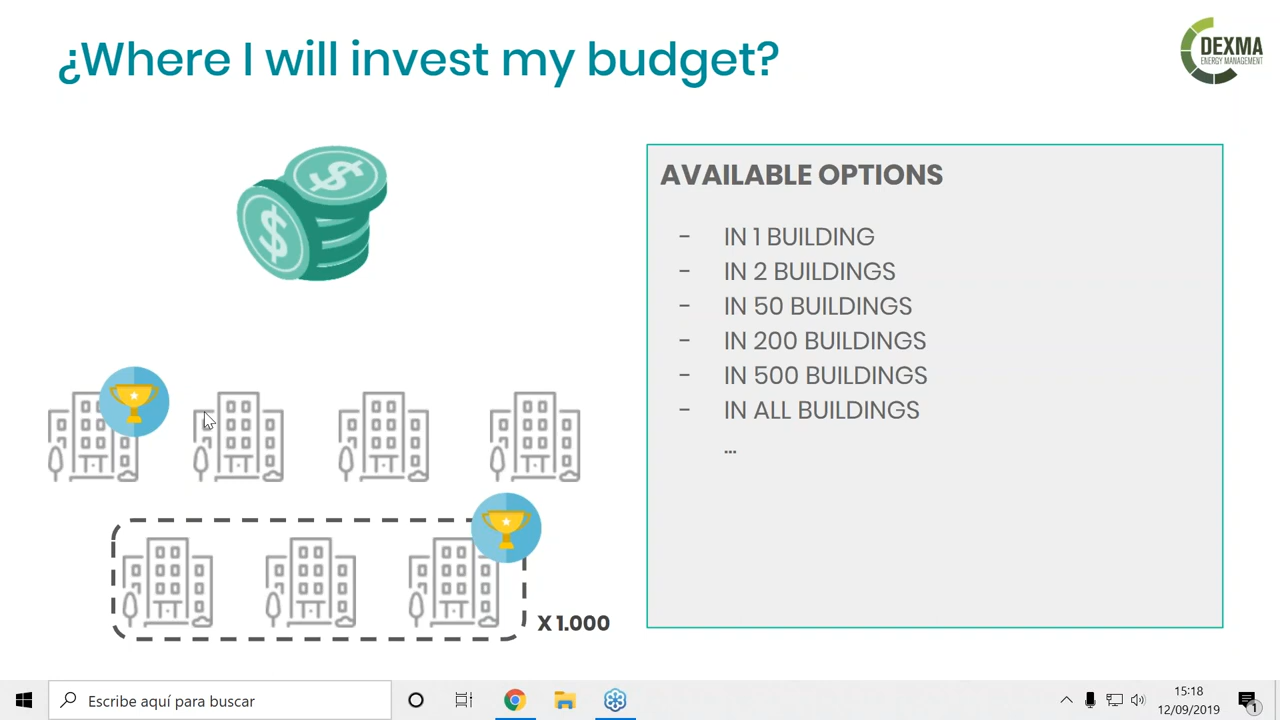 ¿Where I will invest my budget?
DEXMA
ENERGY MANAGEMENT
AVAILABLE OPTIONS
- IN 1 BUILDING
- IN 2 BUILDINGS
- IN 50 BUILDINGS
- IN 200 BUILDINGS
- IN 500 BUILDINGS
- IN ALL BUILDINGS
...
$
$
X 1.000
Escribe aquí para buscar
15:18
12/09/2019
1